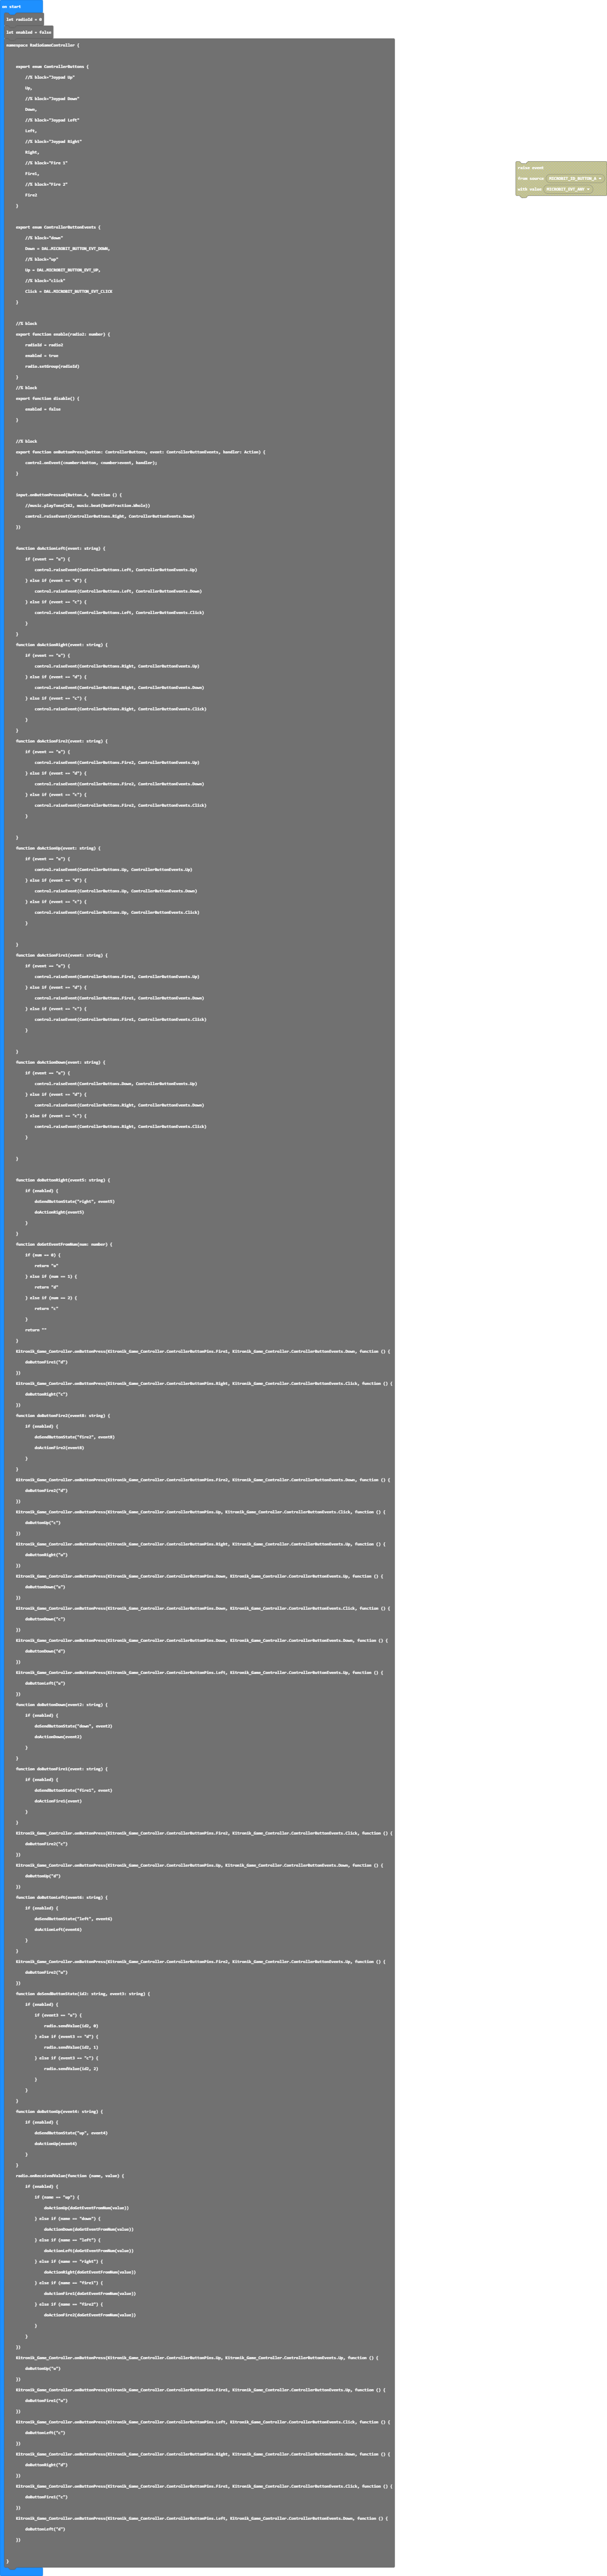 on start
let radioId = 0
let enabled = false
namespace RadioGameController {
export enum ControllerButtons {
//% block="Joypad Up"
Up,
//% block="Joypad Down"
Down,
//% block="Joypad Left"
Left,
//% block="Joypad Right"
Right,
//% block="Fire 1"
Fire1,
//% block="Fire 2"
Fire2
}
export enum ControllerButtonEvents {
//% block="down"
Down = DAL.MICROBIT_BUTTON_EVT_DOWN,
//% block="up"
Up = DAL.MICROBIT_BUTTON_EVT_UP,
//% block="click"
Click = DAL.MICROBIT_BUTTON_EVT_CLICK
}
//% block
export function enable(radio2: number) {
radioId = radio2
enabled = true
radio.setGroup(radioId)
}
//% block
export function disable() {
enabled = false
}
//% block
export function onButtonPress(button: ControllerButtons, event: ControllerButtonEvents, handler: Action) {
control.onEvent(<number>button, <number>event, handler);
}
input.onButtonPressed(Button.A, function () {
//music.playTone(262, music.beat(BeatFraction.Whole))
control.raiseEvent(ControllerButtons.Right, ControllerButtonEvents.Down)
})
function doActionLeft(event: string) {
if (event == "u") {
control.raiseEvent(ControllerButtons.Left, ControllerButtonEvents.Up)
} else if (event == "d") {
control.raiseEvent(ControllerButtons.Left, ControllerButtonEvents.Down)
} else if (event == "c") {
control.raiseEvent(ControllerButtons.Left, ControllerButtonEvents.Click)
}
}
function doActionRight(event: string) {
if (event == "u") {
control.raiseEvent(ControllerButtons.Right, ControllerButtonEvents.Up)
} else if (event == "d") {
control.raiseEvent(ControllerButtons.Right, ControllerButtonEvents.Down)
} else if (event == "c") {
control.raiseEvent(ControllerButtons.Right, ControllerButtonEvents.Click)
}
}
function doActionFire2(event: string) {
if (event == "u") {
control.raiseEvent(ControllerButtons.Fire2, ControllerButtonEvents.Up)
} else if (event == "d") {
control.raiseEvent(ControllerButtons.Fire2, ControllerButtonEvents.Down)
} else if (event == "c") {
control.raiseEvent(ControllerButtons.Fire2, ControllerButtonEvents.Click)
}
}
function doActionUp(event: string) {
if (event == "u") {
control.raiseEvent(ControllerButtons.Up, ControllerButtonEvents.Up)
} else if (event == "d") {
control.raiseEvent(ControllerButtons.Up, ControllerButtonEvents.Down)
} else if (event == "c") {
control.raiseEvent(ControllerButtons.Up, ControllerButtonEvents.Click)
}
}
function doActionFire1(event: string) {
if (event == "u") {
control.raiseEvent(ControllerButtons.Fire1, ControllerButtonEvents.Up)
} else if (event == "d") {
control.raiseEvent(ControllerButtons.Fire1, ControllerButtonEvents.Down)
} else if (event == "c") {
control.raiseEvent(ControllerButtons.Fire1, ControllerButtonEvents.Click)
}
}
function doActionDown(event: string) {
if (event == "u") {
control.raiseEvent(ControllerButtons.Down, ControllerButtonEvents.Up)
} else if (event == "d") {
control.raiseEvent(ControllerButtons.Right, ControllerButtonEvents.Down)
} else if (event == "c") {
control.raiseEvent(ControllerButtons.Right, ControllerButtonEvents.Click)
}
}
function doButtonRight(event5: string) {
if (enabled) {
doSendButtonState("right", event5)
doActionRight(event5)
}
}
function doGetEventfromNum(num: number) {
if (num == 0) {
return "u"
} else if (num == 1) {
return "d"
} else if (num == 2) {
return "c"
}
return ""
}
Kitronik_Game_Controller.onButtonPress(Kitronik_Game_Controller.ControllerButtonPins.Fire1, Kitronik_Game_Controller.ControllerButtonEvents.Down, function () {
doButtonFire1("d")
})
Kitronik_Game_Controller.onButtonPress(Kitronik_Game_Controller.ControllerButtonPins.Right, Kitronik_Game_Controller.ControllerButtonEvents.Click, function () {
doButtonRight("c")
})
function doButtonFire2(event8: string) {
if (enabled) {
doSendButtonState("fire2", event8)
doActionFire2(event8)
}
}
Kitronik_Game_Controller.onButtonPress(Kitronik_Game_Controller.ControllerButtonPins.Fire2, Kitronik_Game_Controller.ControllerButtonEvents.Down, function () {
doButtonFire2("d")
})
Kitronik_Game_Controller.onButtonPress(Kitronik_Game_Controller.ControllerButtonPins.Up, Kitronik_Game_Controller.ControllerButtonEvents.Click, function () {
doButtonUp("c")
})
Kitronik_Game_Controller.onButtonPress(Kitronik_Game_Controller.ControllerButtonPins.Right, Kitronik_Game_Controller.ControllerButtonEvents.Up, function () {
doButtonRight("u")
})
Kitronik_Game_Controller.onButtonPress(Kitronik_Game_Controller.ControllerButtonPins.Down, Kitronik_Game_Controller.ControllerButtonEvents.Up, function () {
doButtonDown("u")
})
Kitronik_Game_Controller.onButtonPress(Kitronik_Game_Controller.ControllerButtonPins.Down, Kitronik_Game_Controller.ControllerButtonEvents.Click, function () {
doButtonDown("c")
})
Kitronik_Game_Controller.onButtonPress(Kitronik_Game_Controller.ControllerButtonPins.Down, Kitronik_Game_Controller.ControllerButtonEvents.Down, function () {
doButtonDown("d")
})
Kitronik_Game_Controller.onButtonPress(Kitronik_Game_Controller.ControllerButtonPins.Left, Kitronik_Game_Controller.ControllerButtonEvents.Up, function () {
doButtonLeft("u")
})
function doButtonDown(event2: string) {
if (enabled) {
doSendButtonState("down", event2)
doActionDown(event2)
}
}
function doButtonFire1(event: string) {
if (enabled) {
doSendButtonState("fire1", event)
doActionFire1(event)
}
}
Kitronik_Game_Controller.onButtonPress(Kitronik_Game_Controller.ControllerButtonPins.Fire2, Kitronik_Game_Controller.ControllerButtonEvents.Click, function () {
doButtonFire2("c")
})
Kitronik_Game_Controller.onButtonPress(Kitronik_Game_Controller.ControllerButtonPins.Up, Kitronik_Game_Controller.ControllerButtonEvents.Down, function () {
doButtonUp("d")
})
function doButtonLeft(event6: string) {
if (enabled) {
doSendButtonState("left", event6)
doActionLeft(event6)
}
}
Kitronik_Game_Controller.onButtonPress(Kitronik_Game_Controller.ControllerButtonPins.Fire2, Kitronik_Game_Controller.ControllerButtonEvents.Up, function () {
doButtonFire2("u")
})
function doSendButtonState(id2: string, event3: string) {
if (enabled) {
if (event3 == "u") {
radio.sendValue(id2, 0)
} else if (event3 == "d") {
radio.sendValue(id2, 1)
} else if (event3 == "c") {
radio.sendValue(id2, 2)
}
}
}
function doButtonUp(event4: string) {
if (enabled) {
doSendButtonState("up", event4)
doActionUp(event4)
}
}
radio.onReceivedValue(function (name, value) {
if (enabled) {
if (name == "up") {
doActionUp(doGetEventfromNum(value))
} else if (name == "down") {
doActionDown(doGetEventfromNum(value))
} else if (name == "left") {
doActionLeft(doGetEventfromNum(value))
} else if (name == "right") {
doActionRight(doGetEventfromNum(value))
} else if (name == "fire1") {
doActionFire1(doGetEventfromNum(value))
} else if (name == "fire2") {
doActionFire2(doGetEventfromNum(value))
}
}
})
Kitronik_Game_Controller.onButtonPress(Kitronik_Game_Controller.ControllerButtonPins.Up, Kitronik_Game_Controller.ControllerButtonEvents.Up, function () {
doButtonUp("u")
})
Kitronik_Game_Controller.onButtonPress(Kitronik_Game_Controller.ControllerButtonPins.Fire1, Kitronik_Game_Controller.ControllerButtonEvents.Up, function () {
doButtonFire1("u")
})
Kitronik_Game_Controller.onButtonPress(Kitronik_Game_Controller.ControllerButtonPins.Left, Kitronik_Game_Controller.ControllerButtonEvents.Click, function () {
doButtonLeft("c")
})
Kitronik_Game_Controller.onButtonPress(Kitronik_Game_Controller.ControllerButtonPins.Right, Kitronik_Game_Controller.ControllerButtonEvents.Down, function () {
doButtonRight("d")
})
Kitronik_Game_Controller.onButtonPress(Kitronik_Game_Controller.ControllerButtonPins.Fire1, Kitronik_Game_Controller.ControllerButtonEvents.Click, function () {
doButtonFire1("c")
})
Kitronik_Game_Controller.onButtonPress(Kitronik_Game_Controller.ControllerButtonPins.Left, Kitronik_Game_Controller.ControllerButtonEvents.Down, function () {
doButtonLeft("d")
})
}
raise event
from source MICROBIT_ID_BUTTON_A
with value MICROBIT_EVT_ANY